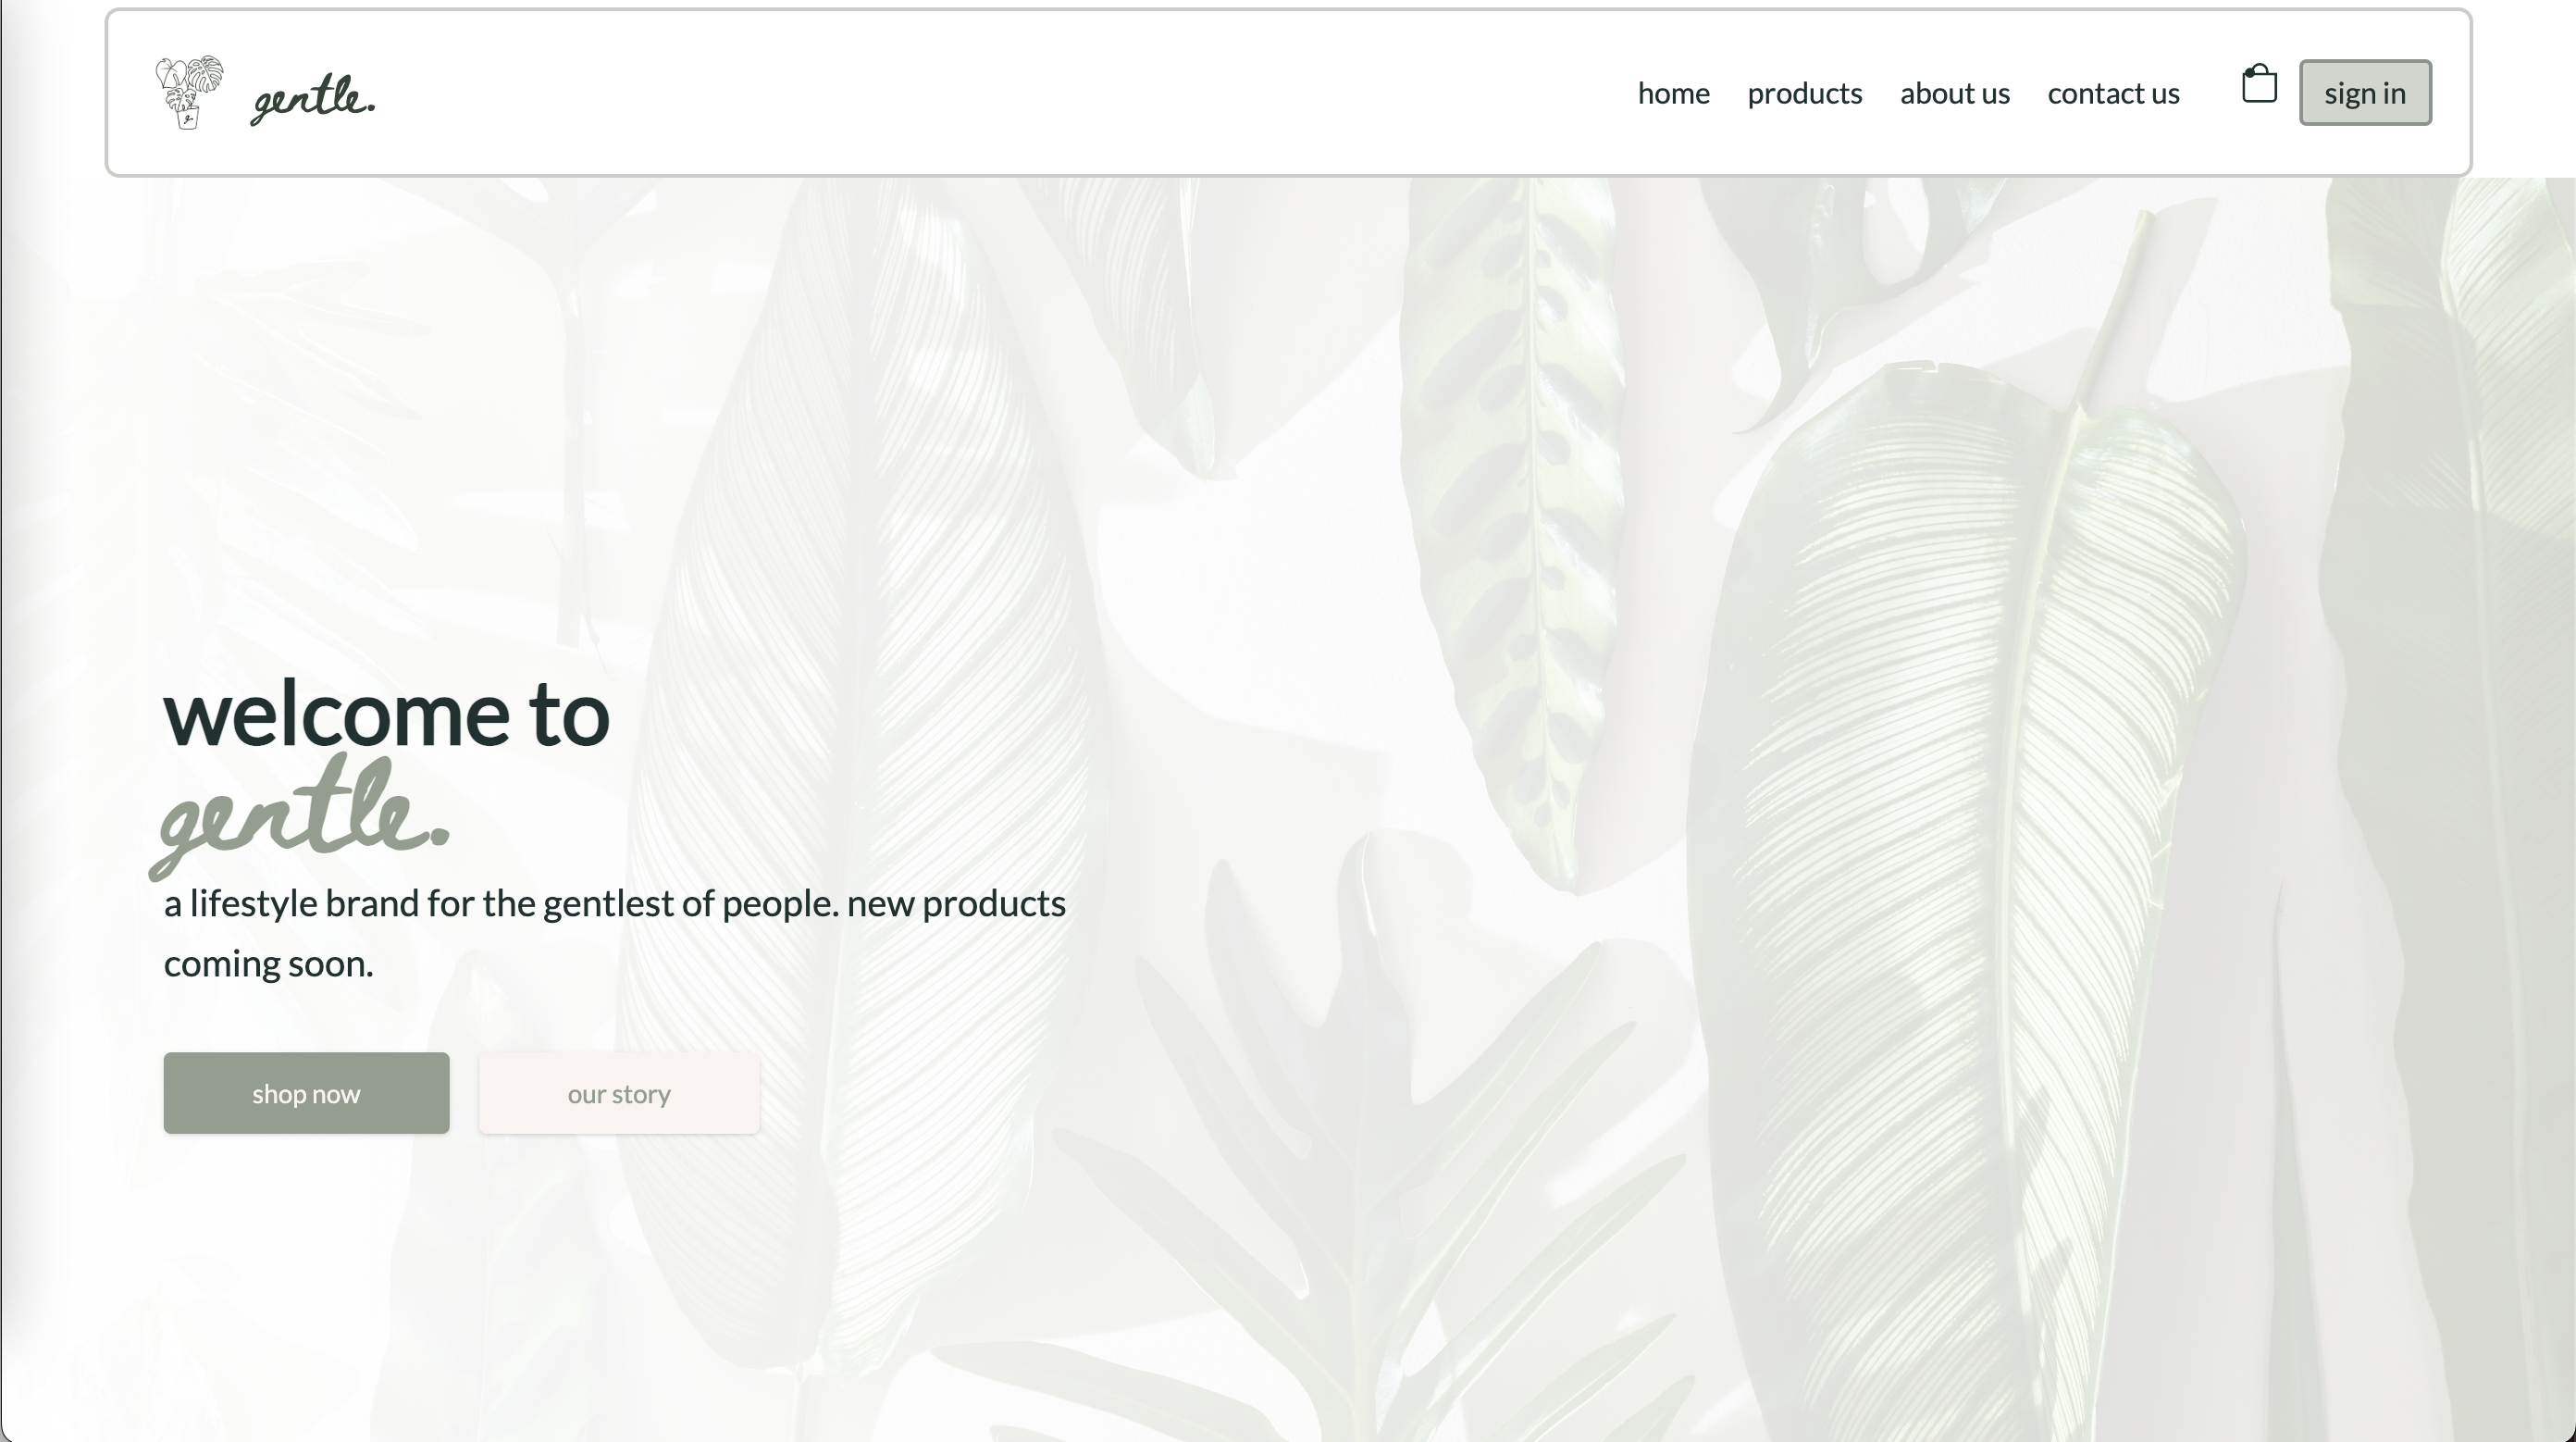 gentle.
home products about us contact us sign in
welcome to
gentle.
a lifestyle brand for the gentlest of people. new products
coming soon.
shop now our story